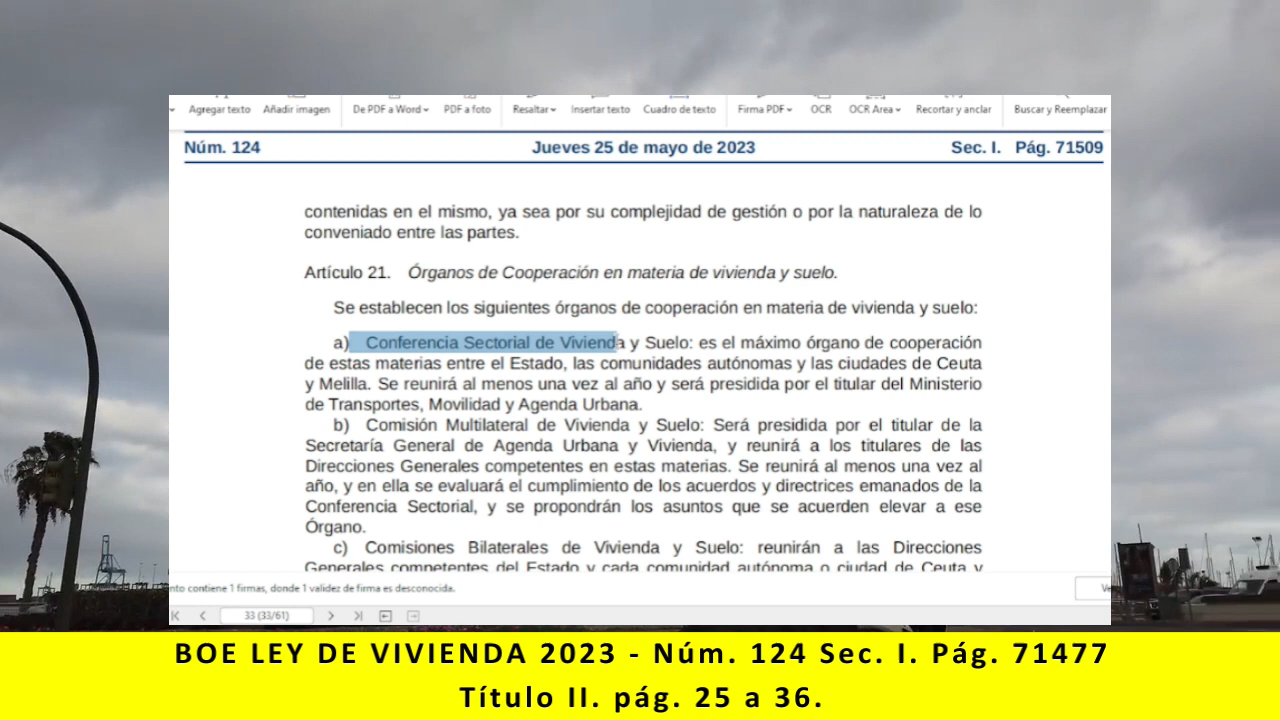 Agregar texto Añadir imagen De PDF a Word PDF a foto Resaltar Insertar texto Cuadro de texto Firma PDF OCR OCR Area Recortar y anclar Buscar y Reemplazar
Núm. 124 Jueves 25 de mayo de 2023 Sec. I. Pág. 71509
contenidas en el mismo, ya sea por su complejidad de gestión o por la naturaleza de lo
conveniado entre las partes.
Artículo 21. Órganos de Cooperación en materia de vivienda y suelo.
Se establecen los siguientes órganos de cooperación en materia de vivienda y suelo:
a) Conferencia Sectorial de Vivienda y Suelo: es el máximo órgano de cooperación
de estas materias entre el Estado, las comunidades autónomas y las ciudades de Ceuta
y Melilla. Se reunirá al menos una vez al año y será presidida por el titular del Ministerio
de Transportes, Movilidad y Agenda Urbana.
b) Comisión Multilateral de Vivienda y Suelo: Será presidida por el titular de la
Secretaría General de Agenda Urbana y Vivienda, y reunirá a los titulares de las
Direcciones Generales competentes en estas materias. Se reunirá al menos una vez al
año, y en ella se evaluará el cumplimiento de los acuerdos y directrices emanados de la
Conferencia Sectorial, y se propondrán los asuntos que se acuerden elevar a ese
Órgano.
c) Comisiones Bilaterales de Vivienda y Suelo: reunirán a las Direcciones
Generales competentes del Estado y cada comunidad autónoma o ciudad de Ceuta y
nto contiene 1 firmas, donde 1 validez de firma es desconocida.
33 (33/61)
BOE LEY DE VIVIENDA 2023 - Núm. 124 Sec. I. Pág. 71477
Título II. pág. 25 a 36.